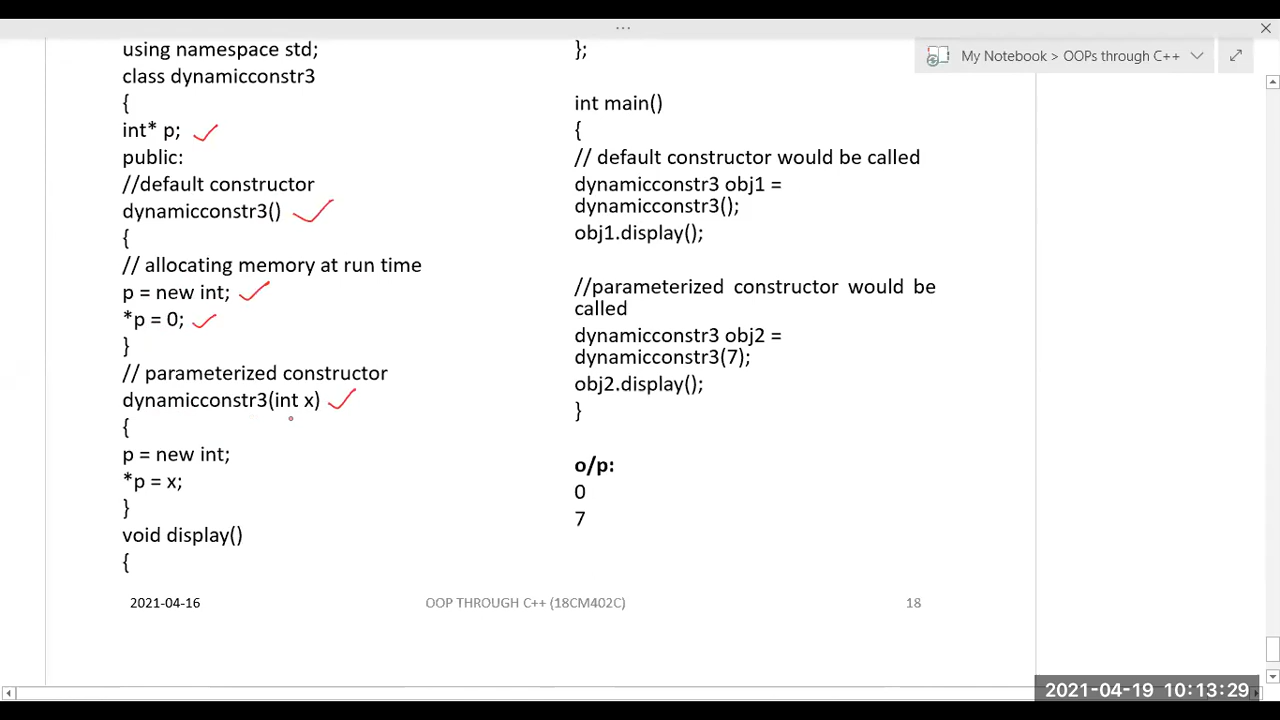 My Notebook > OOPs through C++
using namespace std;
class dynamicconstr3
{
int* p;
public:
//default constructor
dynamicconstr3()
{
// allocating memory at run time
p = new int;
*p = 0;
}
// parameterized constructor
dynamicconstr3(int x)
{
p = new int;
*p = x;
}
void display()
{
};
int main()
{
// default constructor would be called
dynamicconstr3 obj1 =
dynamicconstr3();
obj1.display();
//parameterized constructor would be
called
dynamicconstr3 obj2 =
dynamicconstr3(7);
obj2.display();
}
o/p:
0
7
2021-04-16
OOP THROUGH C++ (18CM402C)
18
2021-04-19 10:13:29